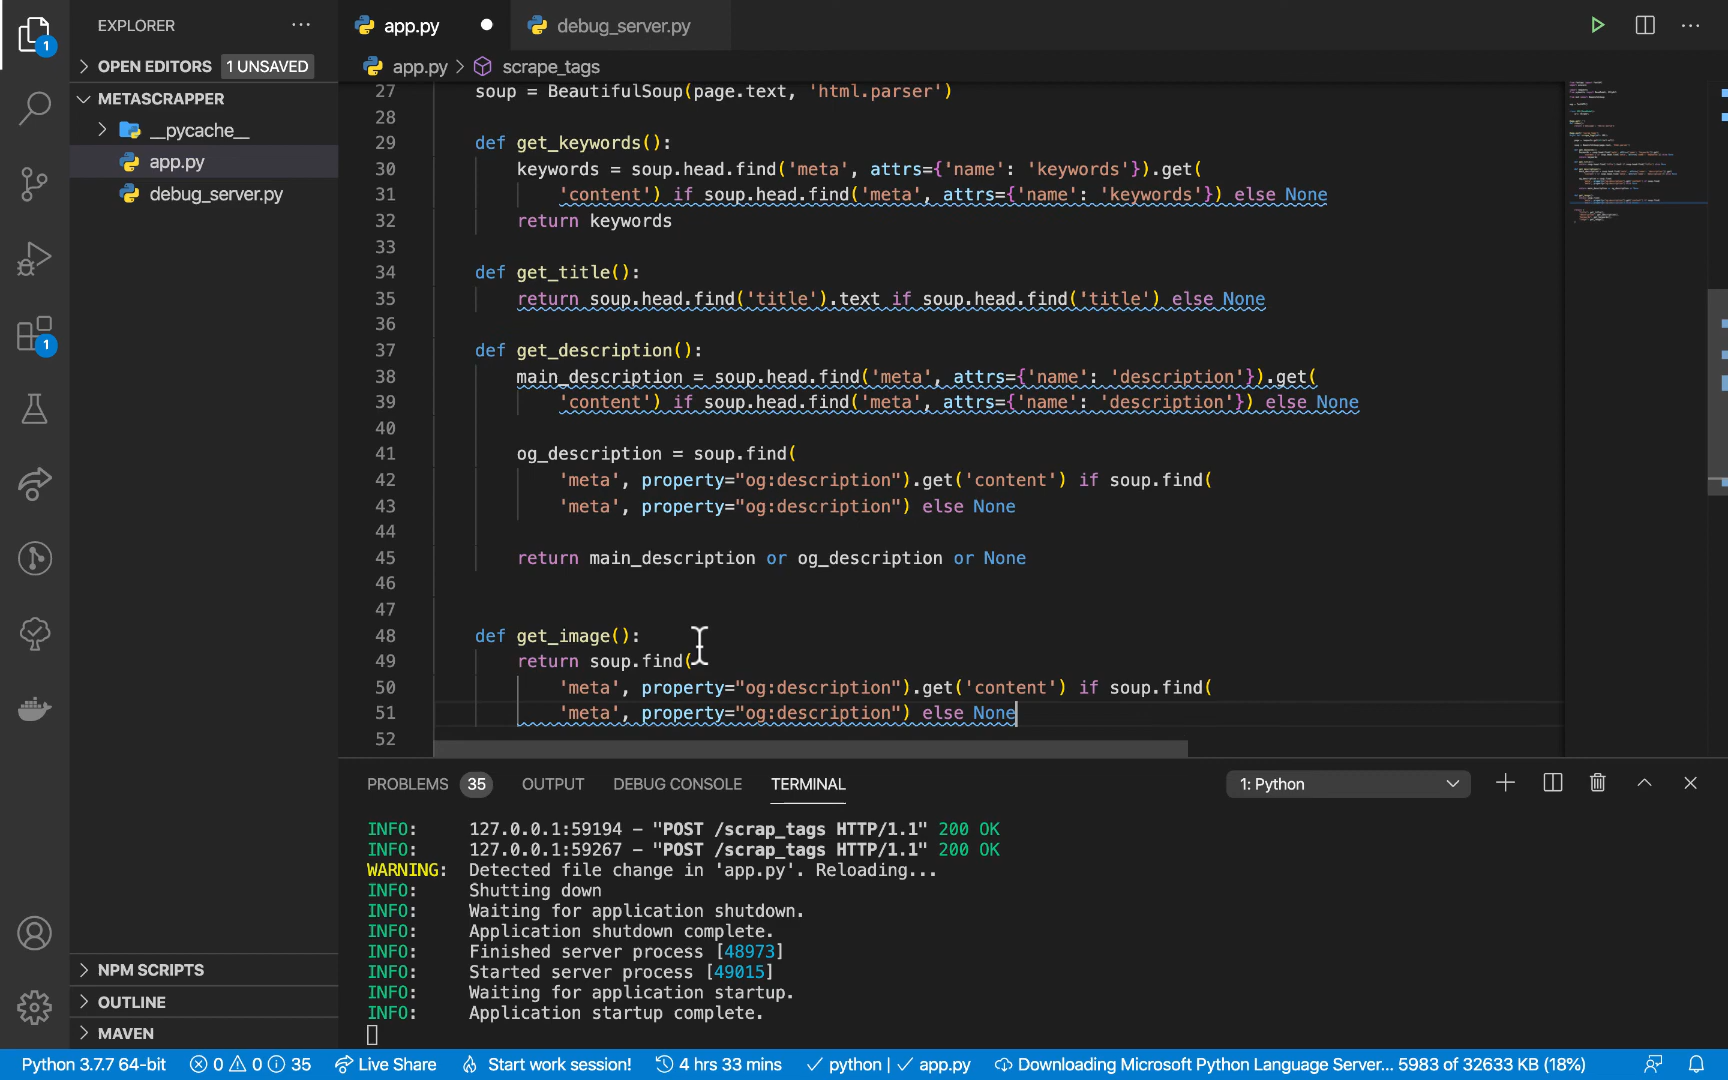 EXPLORER
1
OPEN EDITORS 1 UNSAVED
METASCRAPPER
__pycache__
app.py
debug_server.py
1
NPM SCRIPTS
OUTLINE
MAVEN
app.py
debug_server.py
app.py > scrape_tags
27 soup = BeautifulSoup(page.text, 'html.parser')
28
29 def get_keywords():
30 keywords = soup.head.find('meta', attrs={'name': 'keywords'}).get(
31 'content') if soup.head.find('meta', attrs={'name': 'keywords'}) else None
32 return keywords
33
34 def get_title():
35 return soup.head.find('title').text if soup.head.find('title') else None
36
37 def get_description():
38 main_description = soup.head.find('meta', attrs={'name': 'description'}).get(
39 'content') if soup.head.find('meta', attrs={'name': 'description'}) else None
40
41 og_description = soup.find(
42 'meta', property="og:description").get('content') if soup.find(
43 'meta', property="og:description") else None
44
45 return main_description or og_description or None
46
47
48 def get_image():
49 return soup.find(
50 'meta', property="og:description").get('content') if soup.find(
51 'meta', property="og:description") else None
52
PROBLEMS 35 OUTPUT DEBUG CONSOLE TERMINAL 1: Python
INFO: 127.0.0.1:59194 - "POST /scrap_tags HTTP/1.1" 200 OK
INFO: 127.0.0.1:59267 - "POST /scrap_tags HTTP/1.1" 200 OK
WARNING: Detected file change in 'app.py'. Reloading...
INFO: Shutting down
INFO: Waiting for application shutdown.
INFO: Application shutdown complete.
INFO: Finished server process [48973]
INFO: Started server process [49015]
INFO: Waiting for application startup.
INFO: Application startup complete.
Python 3.7.7 64-bit 0 0 35 Live Share Start work session! 4 hrs 33 mins python | app.py Downloading Microsoft Python Language Server... 5983 of 32633 KB (18%)